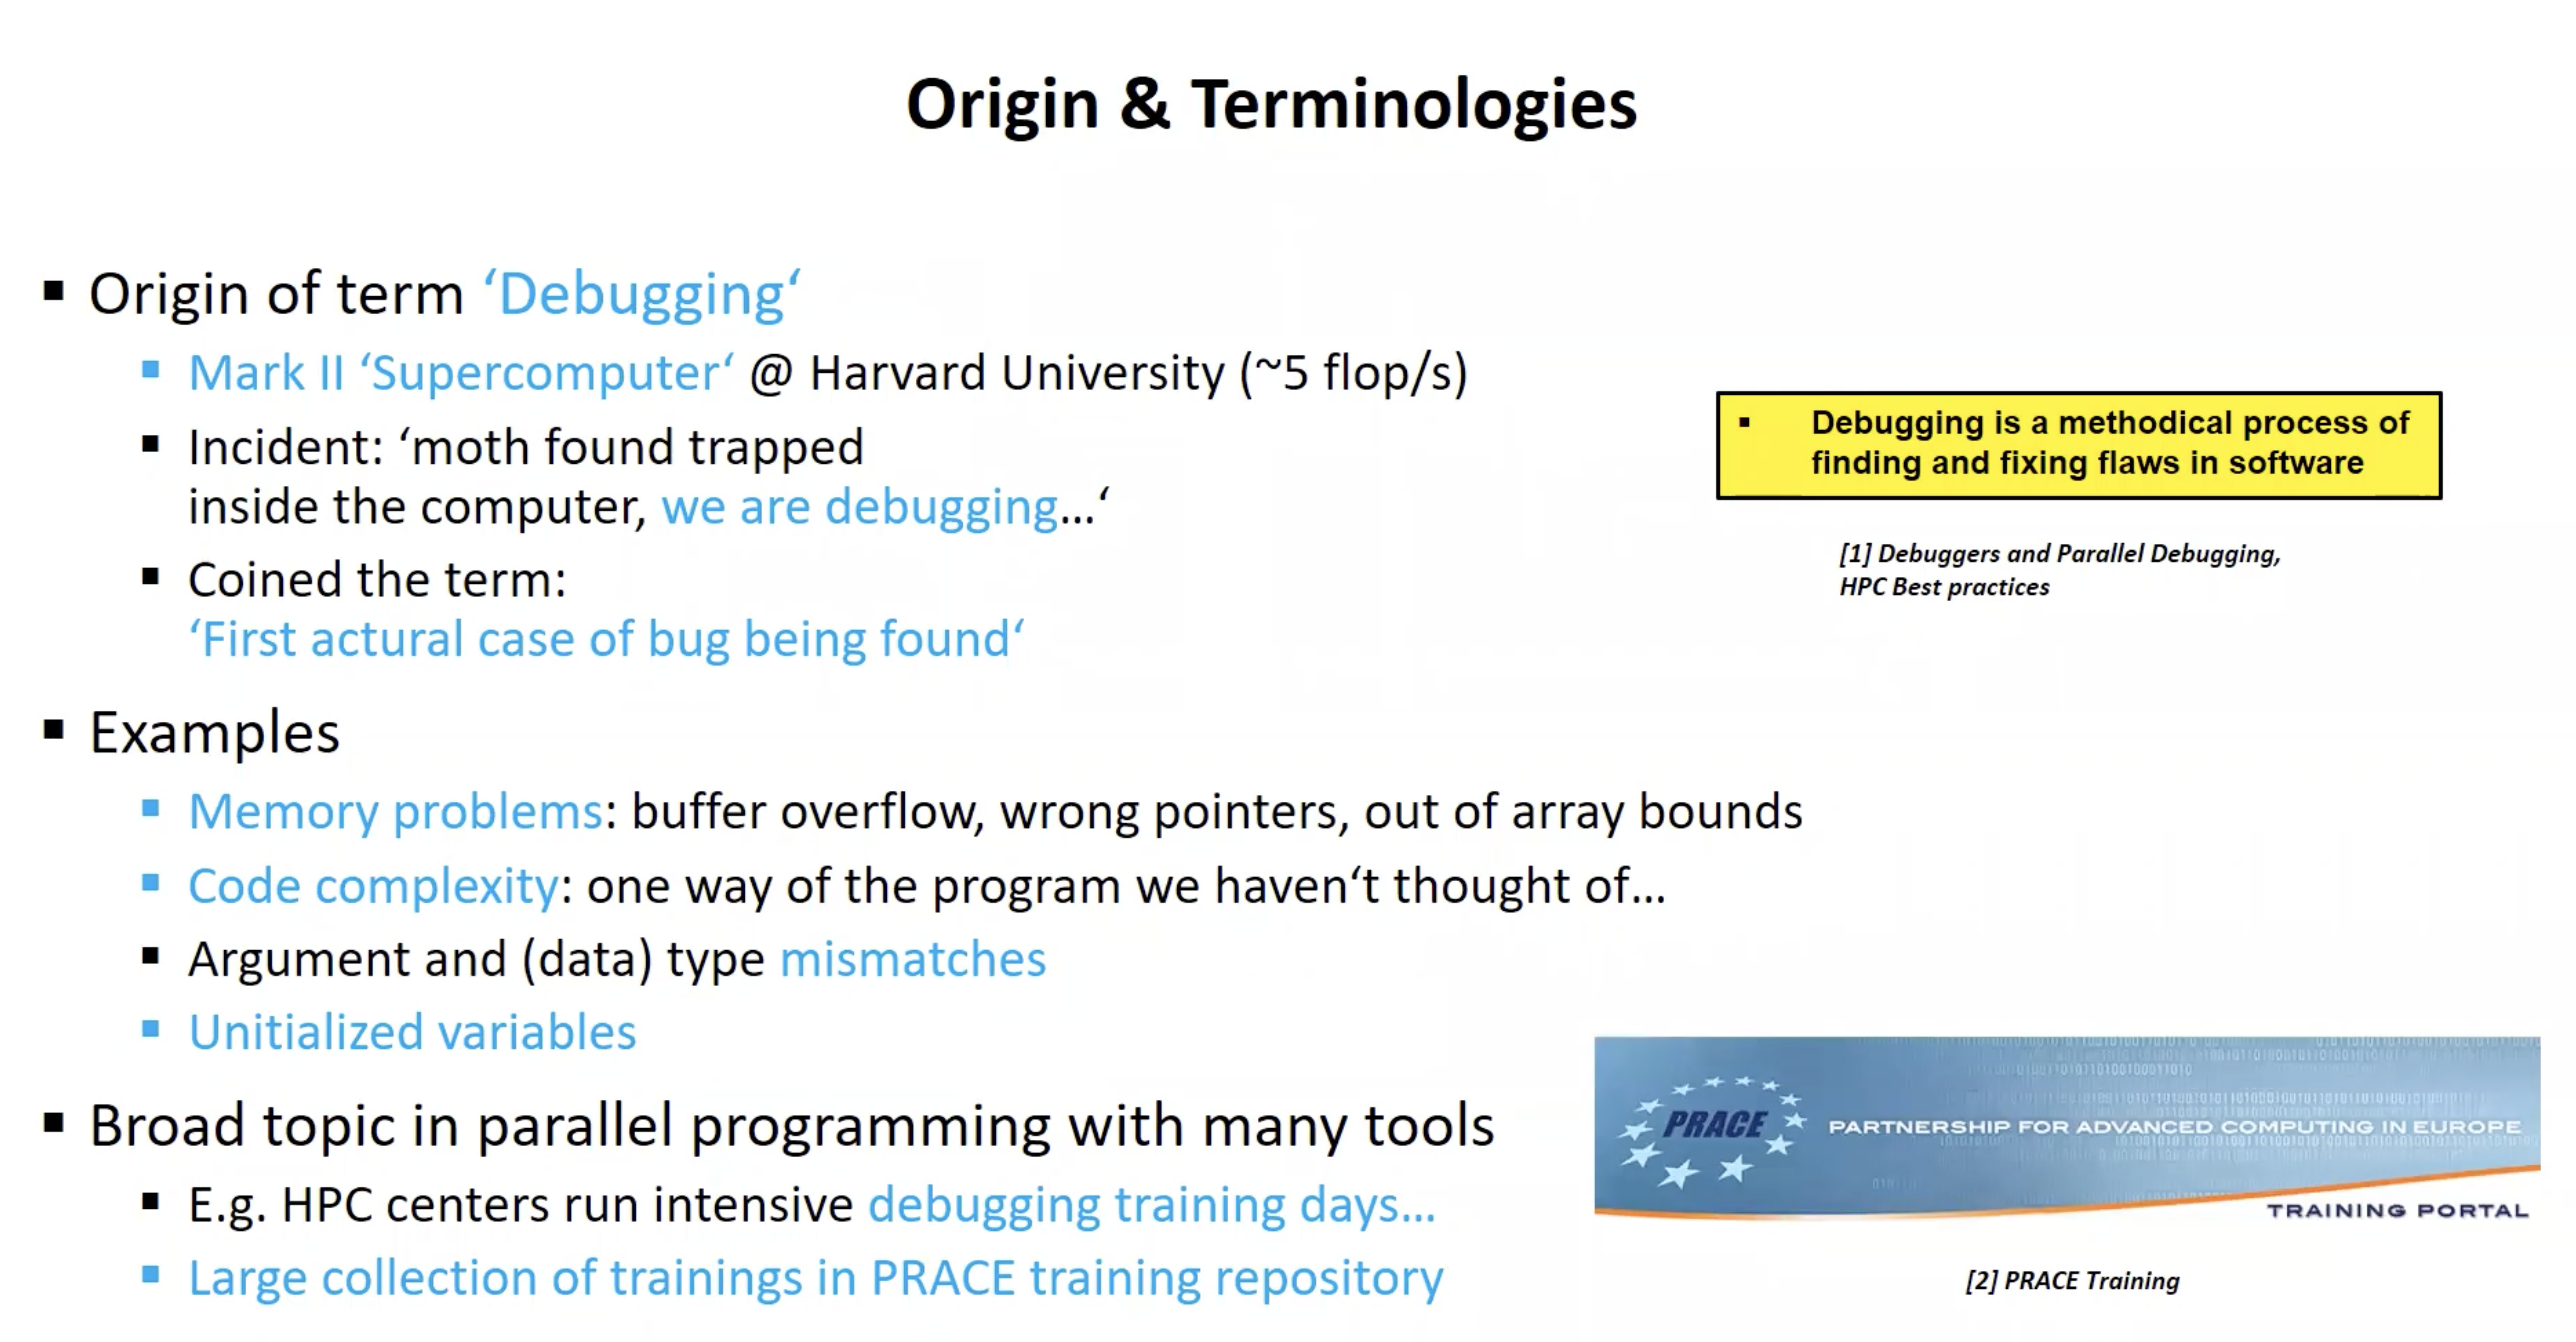 Origin & Terminologies
▪ Origin of term ‘Debugging‘
▪ Mark II ‘Supercomputer‘ @ Harvard University (~5 flop/s)
▪ Incident: ‘moth found trapped
inside the computer, we are debugging…‘
▪ Coined the term:
‘First actural case of bug being found‘
▪ Debugging is a methodical process of
finding and fixing flaws in software
[1] Debuggers and Parallel Debugging,
HPC Best practices
▪ Examples
▪ Memory problems: buffer overflow, wrong pointers, out of array bounds
▪ Code complexity: one way of the program we haven‘t thought of…
▪ Argument and (data) type mismatches
▪ Unitialized variables
▪ Broad topic in parallel programming with many tools
▪ E.g. HPC centers run intensive debugging training days…
▪ Large collection of trainings in PRACE training repository
PRACE
PARTNERSHIP FOR ADVANCED COMPUTING IN EUROPE
TRAINING PORTAL
[2] PRACE Training